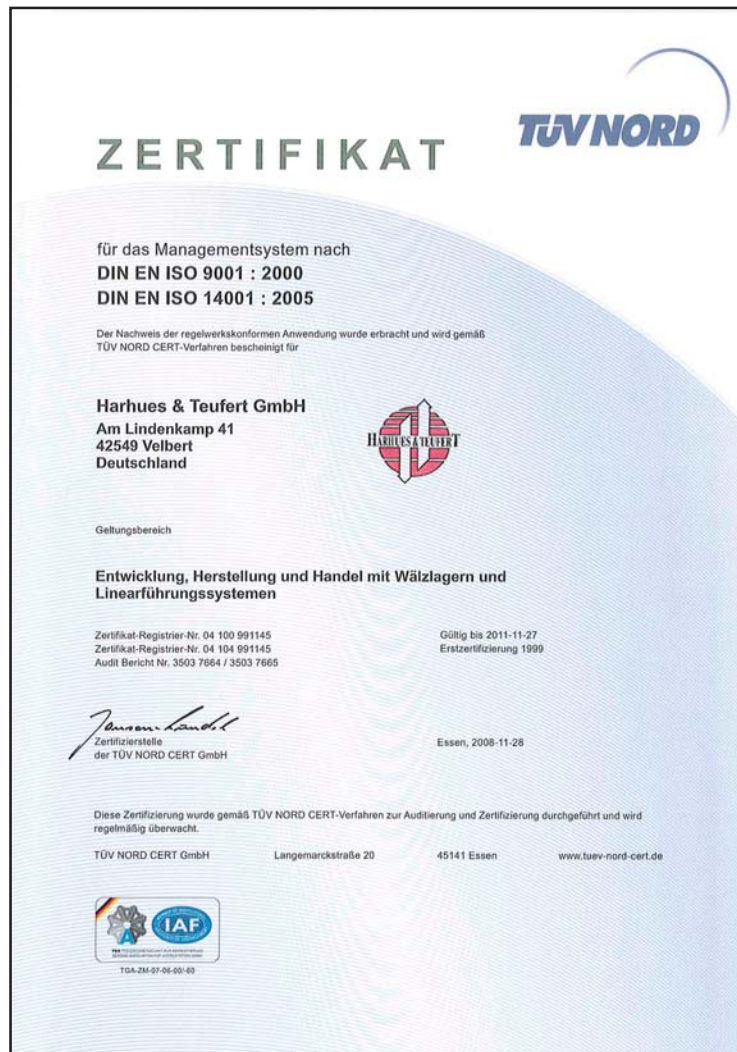 TÜV NORD
ZERTIFIKAT
für das Managementsystem nach
DIN EN ISO 9001 : 2000
DIN EN ISO 14001 : 2005
Der Nachweis der regelwerkskonformen Anwendung wurde erbracht und wird gemäß
TÜV NORD CERT-Verfahren bescheinigt für
Harhues & Teufert GmbH
Am Lindenkamp 41
42549 Velbert
Deutschland
HARHUES & TEUFERT
Geltungsbereich
Entwicklung, Herstellung und Handel mit Wälzlagern und
Linearführungssystemen
Zertifikat-Registrier-Nr. 04 100 991145
Zertifikat-Registrier-Nr. 04 104 991145
Audit Bericht Nr. 3503 7664 / 3503 7665
Gültig bis 2011-11-27
Erstzertifizierung 1999
Zertifizierstelle
der TÜV NORD CERT GmbH
Essen, 2008-11-28
Diese Zertifizierung wurde gemäß TÜV NORD CERT-Verfahren zur Auditierung und Zertifizierung durchgeführt und wird
regelmäßig überwacht.
TÜV NORD CERT GmbH Langemarckstraße 20 45141 Essen www.tuev-nord-cert.de
IAF
TGA-ZM-07-06-00/-60